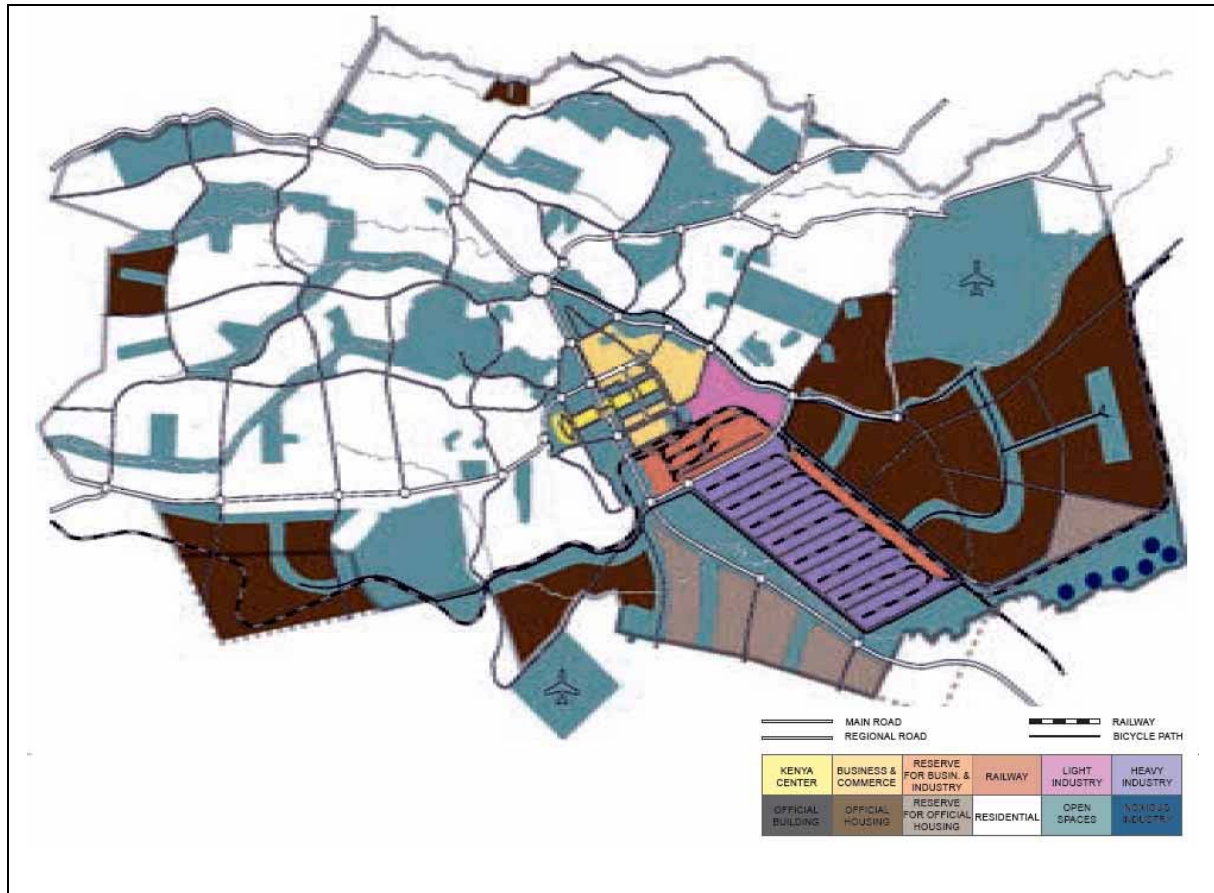 MAIN ROAD
RAILWAY
REGIONAL ROAD
BICYCLE PATH
KENYA
CENTER
BUSINESS &
COMMERCE
RESERVE
FOR BUSIN. &
INDUSTRY
RAILWAY
LIGHT
INDUSTRY
HEAVY
INDUSTRY
OFFICIAL
BUILDING
OFFICIAL
HOUSING
RESERVE
FOR OFFICIAL
HOUSING
RESIDENTIAL
OPEN
SPACES
NOXIOUS
INDUSTRY